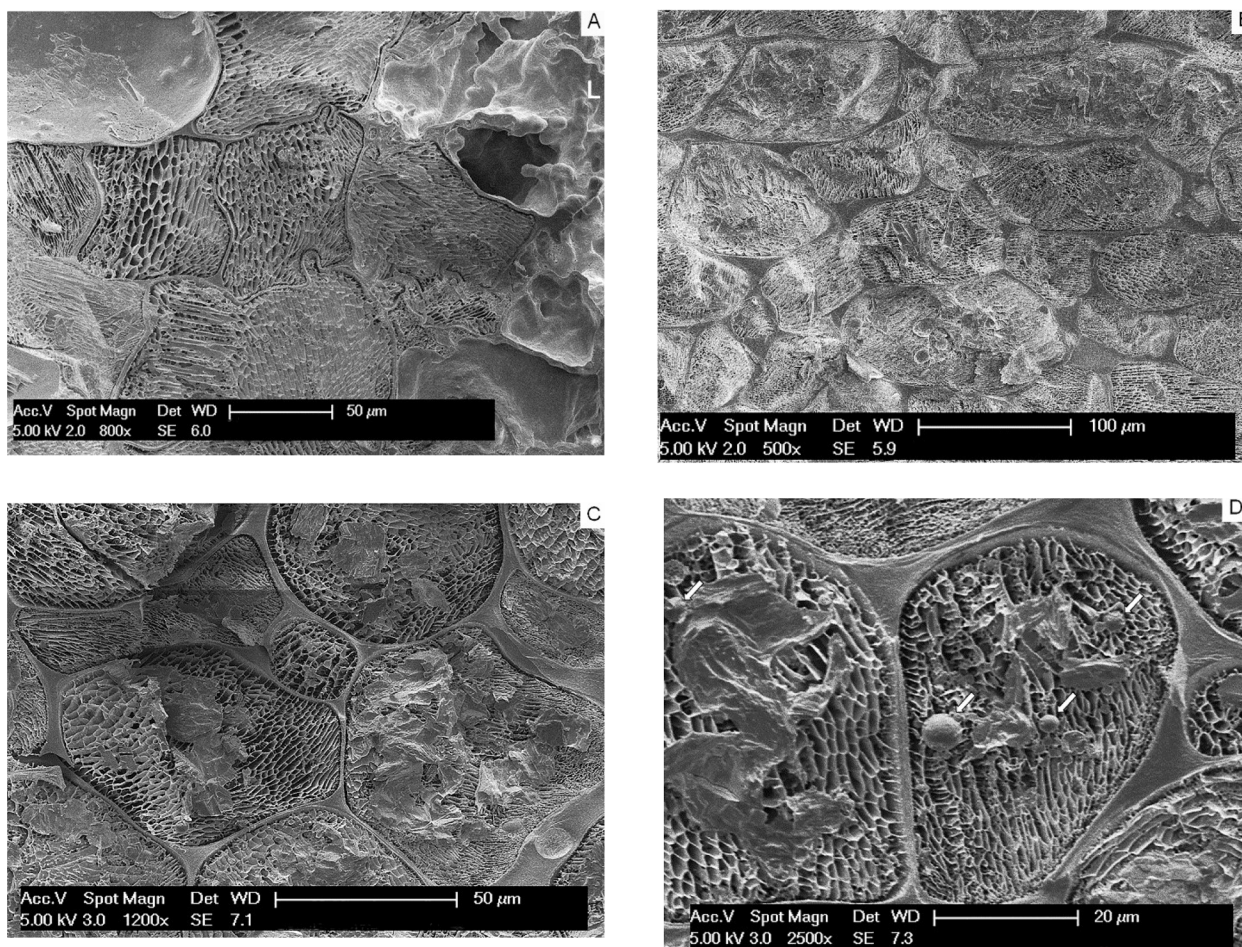 A
L
Acc.V Spot Magn Det WD 50 µm
5.00 kV 2.0 800x SE 6.0
B
Acc.V Spot Magn Det WD 100 µm
5.00 kV 2.0 500x SE 5.9
C
Acc.V Spot Magn Det WD 50 µm
5.00 kV 3.0 1200x SE 7.1
D
Acc.V Spot Magn Det WD 20 µm
5.00 kV 3.0 2500x SE 7.3